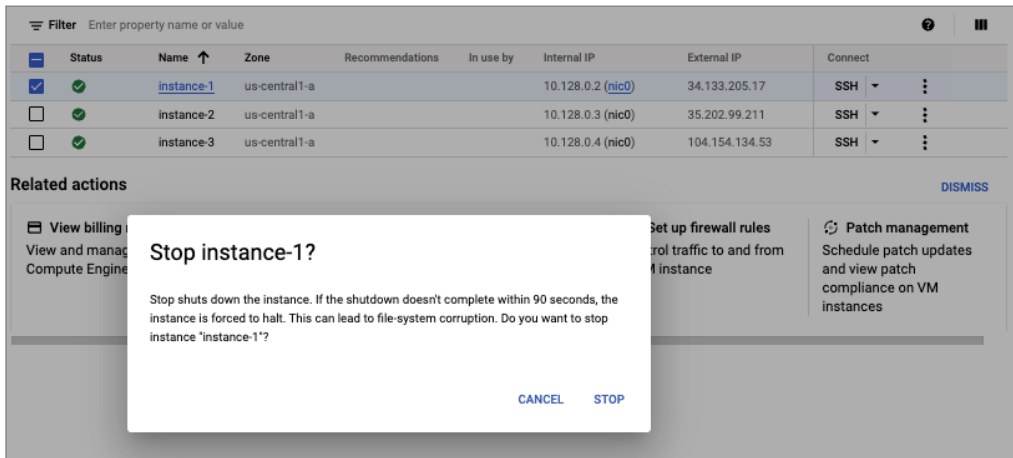 Filter Enter property name or value
Status Name Zone Recommendations In use by Internal IP External IP Connect
instance-1 us-central1-a 10.128.0.2 (nic0) 34.133.205.17 SSH
instance-2 us-central1-a 10.128.0.3 (nic0) 35.202.99.211 SSH
instance-3 us-central1-a 10.128.0.4 (nic0) 104.154.134.53 SSH
Related actions
DISMISS
View billing
View and
Compute Engine
Stop instance-1?
Stop shuts down the instance. If the shutdown doesn't complete within 90 seconds, the
instance is forced to halt. This can lead to file-system corruption. Do you want to stop
instance "instance-1"?
CANCEL STOP
Set up firewall rules
traffic to and from
instance
Patch management
Schedule patch updates
and view patch
compliance on VM
instances